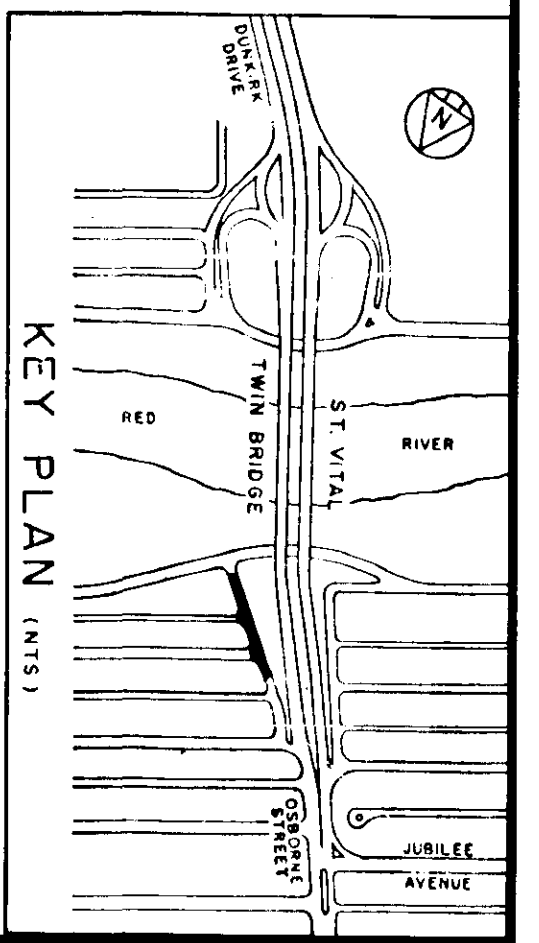 DUNKIRK
DRIVE
N
TWIN BRIDGE
ST. VITAL
RED
RIVER
OSBORNE
STREET
JUBILEE
AVENUE
KEY PLAN (NTS)